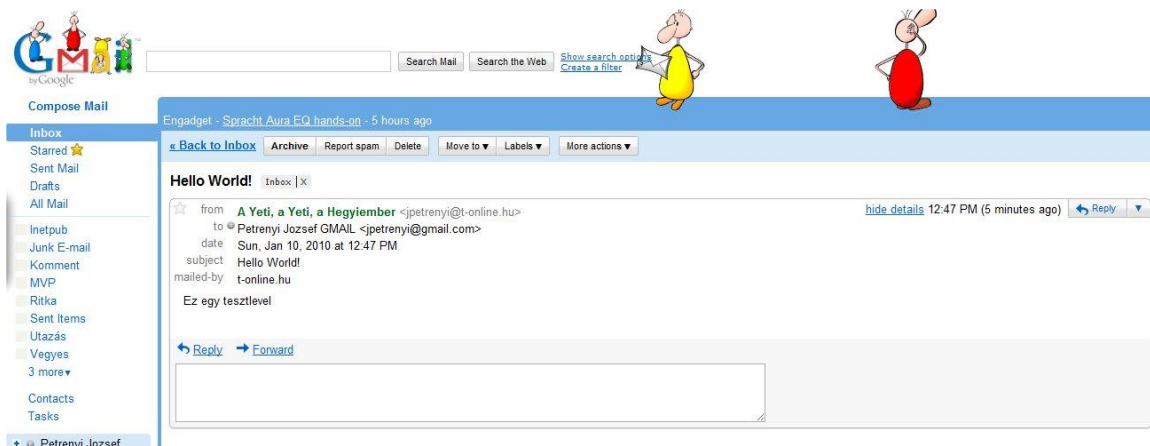 GMail
by Google
Search Mail
Search the Web
Show search options
Create a filter
Compose Mail
Inbox
Starred
Sent Mail
Drafts
All Mail
Inetpub
Junk E-mail
Komment
MVP
Ritka
Sent Items
Utazás
Vegyes
3 more▾
Contacts
Tasks
Petrenyi Jozsef
Engadget - Spracht Aura EQ hands-on - 5 hours ago
« Back to Inbox Archive Report spam Delete Move to ▾ Labels ▾ More actions ▾
Hello World! Inbox | X
from A Yeti, a Yeti, a Hegyiember <jpetrenyi@t-online.hu> hide details 12:47 PM (5 minutes ago) Reply ▾
to Petrenyi Jozsef GMAIL <jpetrenyi@gmail.com>
date Sun, Jan 10, 2010 at 12:47 PM
subject Hello World!
mailed-by t-online.hu
Ez egy tesztlevel
Reply Forward